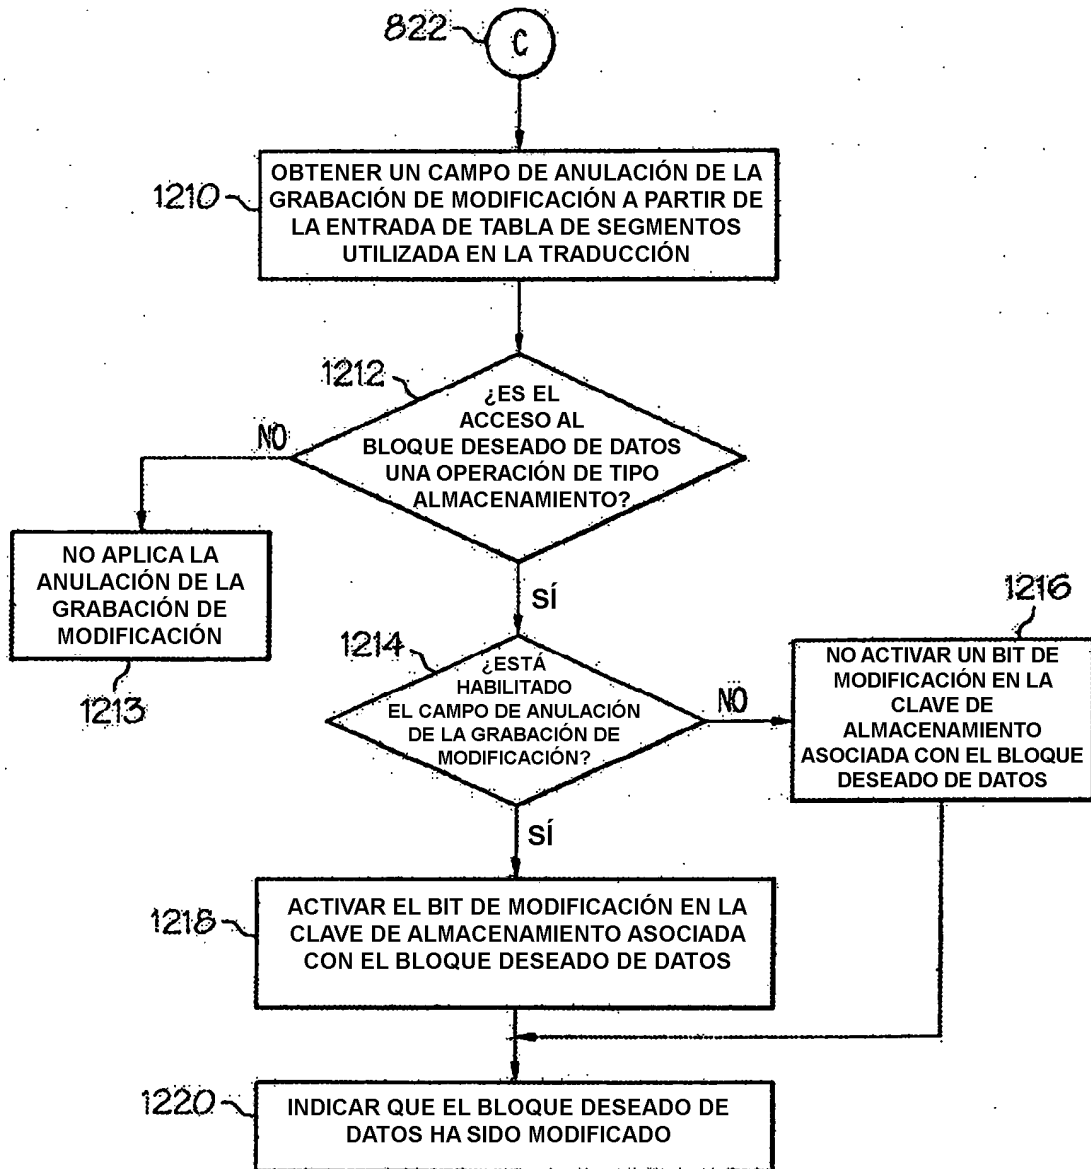 822
C
1210
OBTENER UN CAMPO DE ANULACIÓN DE LA
GRABACIÓN DE MODIFICACIÓN A PARTIR DE
LA ENTRADA DE TABLA DE SEGMENTOS
UTILIZADA EN LA TRADUCCIÓN
1212
¿ES EL
ACCESO AL
BLOQUE DESEADO DE DATOS
UNA OPERACIÓN DE TIPO
ALMACENAMIENTO?
NO
NO APLICA LA
ANULACIÓN DE LA
GRABACIÓN DE
MODIFICACIÓN
1213
SÍ
1214
¿ESTÁ
HABILITADO
EL CAMPO DE ANULACIÓN
DE LA GRABACIÓN DE
MODIFICACIÓN?
NO
1216
NO ACTIVAR UN BIT DE
MODIFICACIÓN EN LA
CLAVE DE
ALMACENAMIENTO
ASOCIADA CON EL BLOQUE
DESEADO DE DATOS
SÍ
1218
ACTIVAR EL BIT DE MODIFICACIÓN EN LA
CLAVE DE ALMACENAMIENTO ASOCIADA
CON EL BLOQUE DESEADO DE DATOS
1220
INDICAR QUE EL BLOQUE DESEADO DE
DATOS HA SIDO MODIFICADO